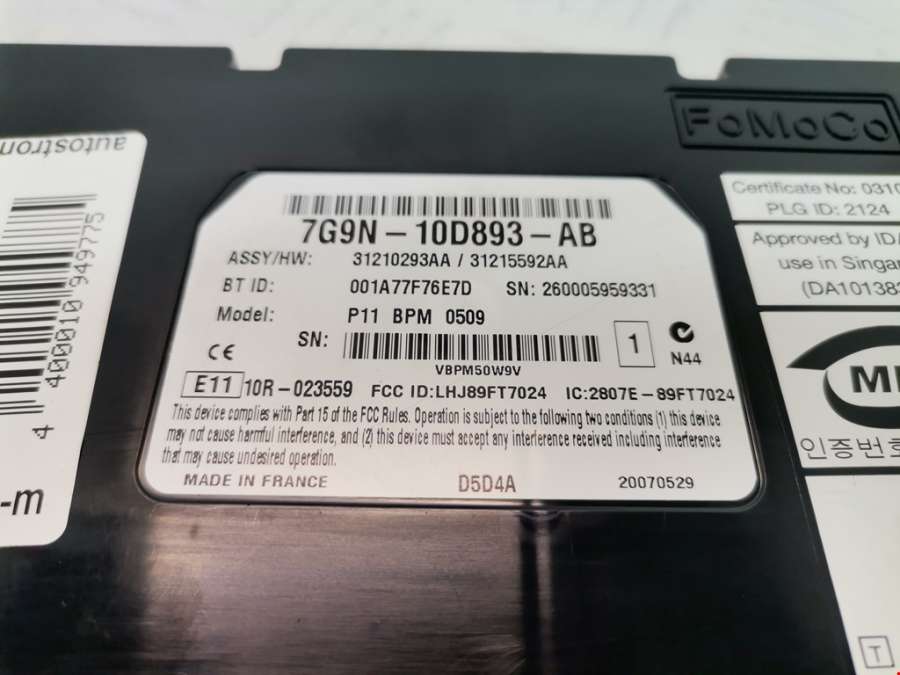 FoMoCo
autostron
4 400010 949775
-m
7G9N-10D893-AB
ASSY/HW: 31210293AA / 31215592AA
BT ID: 001A77F76E7D SN: 260005959331
Model: P11 BPM 0509
SN:
VBPM50W9V
1
N44
CE
E11 10R-023559 FCC ID:LHJ89FT7024 IC:2807E-89FT7024
This device complies with Part 15 of the FCC Rules. Operation is subject to the following two conditions (1) this device
may not cause harmful interference, and (2) this device must accept any interference received including interference
that may cause undesired operation.
MADE IN FRANCE D5D4A 20070529
Certificate No: 0310
PLG ID: 2124
Approved by IDA
use in Singa
(DA10138
인증번호
T